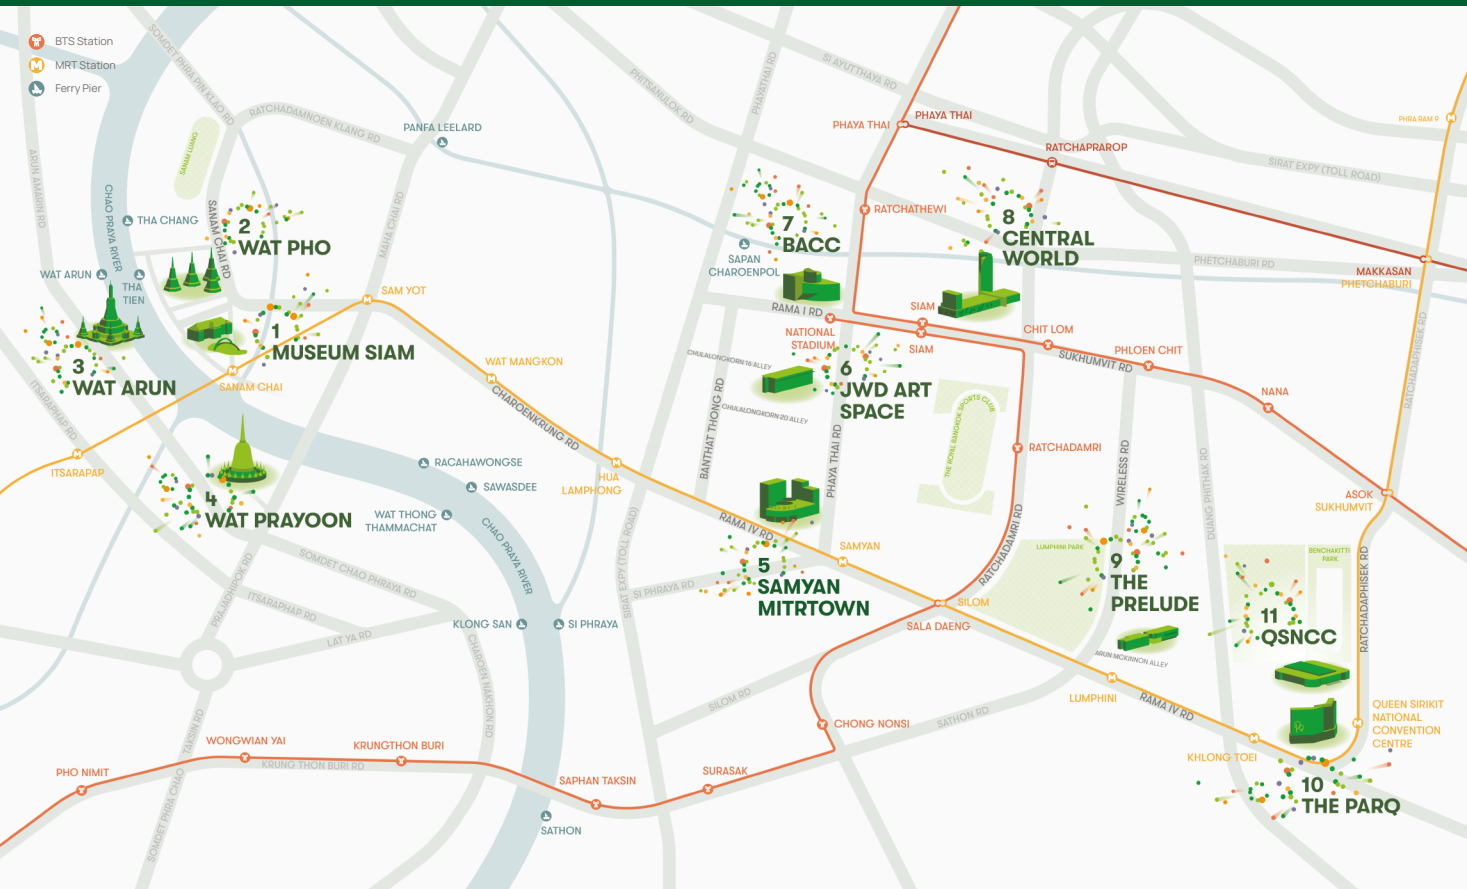 BTS Station
MRT Station
Ferry Pier
SOMDET PHRA PIN KLAO RD
RATCHADAMNOEN KLANG RD
PANFA LEELARD
PHITSANULOK RD
PHAYATHAI RD
SI AYUTTHAYA RD
PHAYA THAI
PHAYA THAI
RATCHAPRAROP
PHRA RAM 9
SIRAT EXPY (TOLL ROAD)
ARUN AMARIN RD
SANAM LUANG
CHAO PRAYA RIVER
THA CHANG
SANAM CHAI RD
MAHA CHAI RD
2
WAT PHO
7
BACC
RATCHATHEWI
8
CENTRAL
WORLD
SAPAN
CHAROENPOL
PHETCHABURI RD
MAKKASAN
PHETCHABURI
WAT ARUN
THA
TIEN
SAM YOT
RAMA I RD
NATIONAL
STADIUM
SIAM
SIAM
CHIT LOM
SUKHUMVIT RD
PHLOEN CHIT
1
MUSEUM SIAM
3
WAT ARUN
SANAM CHAI
WAT MANGKON
CHAROENKRUNG RD
CHULALONGKORN 16 ALLEY
CHULALONGKORN 20 ALLEY
6
JWD ART
SPACE
BANTHAT THONG RD
PHAYA THAI RD
THE ROYAL BANGKOK SPORTS CLUB
NANA
RATCHADAPHISEK RD
ITSARAPHAP RD
ITSARAPAP
4
WAT PRAYOON
RACAHAWONGSE
SAWASDEE
WAT THONG
THAMMACHAT
CHAO PRAYA RIVER
HUA
LAMPHONG
RATCHADAMRI
WIRELESS RD
DUANG PHITHAK RD
ASOK
SUKHUMVIT
RAMA IV RD
SAMYAN
5
SAMYAN
MITRTOWN
SI PHRAYA RD
SIRAT EXPY (TOLL ROAD)
RATCHADAMRI RD
LUMPHINI PARK
9
THE
PRELUDE
ARUN MCKINNON ALLEY
BENCHAKITTI
PARK
11
QSNCC
RATCHADAPHISEK RD
SOMDET CHAO PHRAYA RD
PRAJADHIPOK RD
ITSARAPHAP RD
LAT YA RD
KLONG SAN
SI PHRAYA
CHAROEN NAKHON RD
SILOM
SALA DAENG
SILOM RD
SATHON RD
LUMPHINI
RAMA IV RD
KHLONG TOEI
QUEEN SIRIKIT
NATIONAL
CONVENTION
CENTRE
10
THE PARQ
CHONG NONSI
SURASAK
SAPHAN TAKSIN
SATHON
KRUNGTHON BURI
WONGWIAN YAI
KRUNG THON BURI RD
PHO NIMIT
SOMDET PHRA CHAO TAKSIN RD